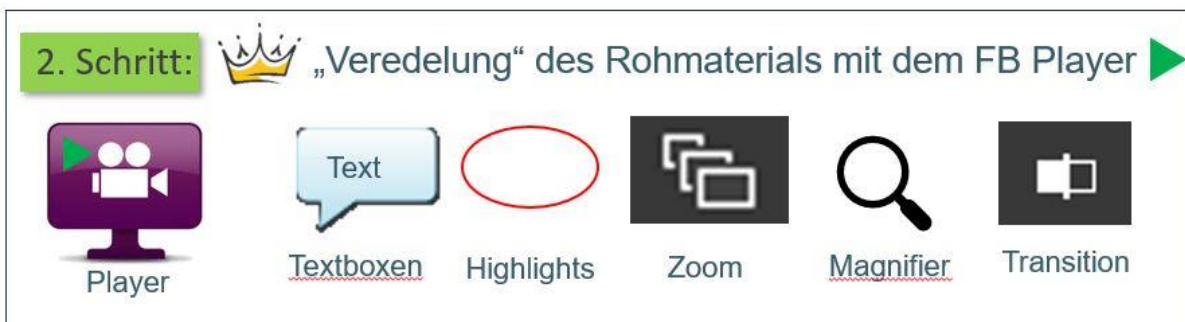 2. Schritt: „Veredelung“ des Rohmaterials mit dem FB Player
Text
Player
Textboxen
Highlights
Zoom
Magnifier
Transition